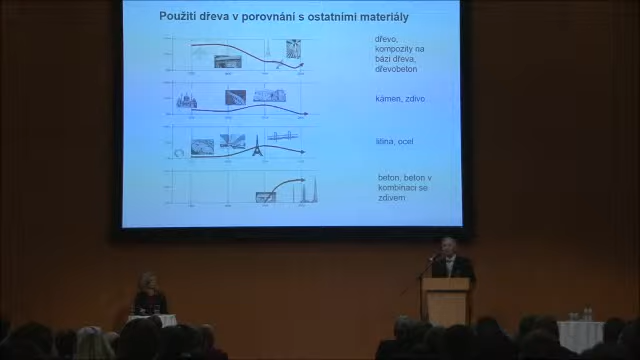 Použití dřeva v porovnání s ostatními materiály
dřevo,
kompozity na
bázi dřeva,
dřevobeton
kámen, zdivo
litina, ocel
beton, beton v
kombinaci se
zdivem